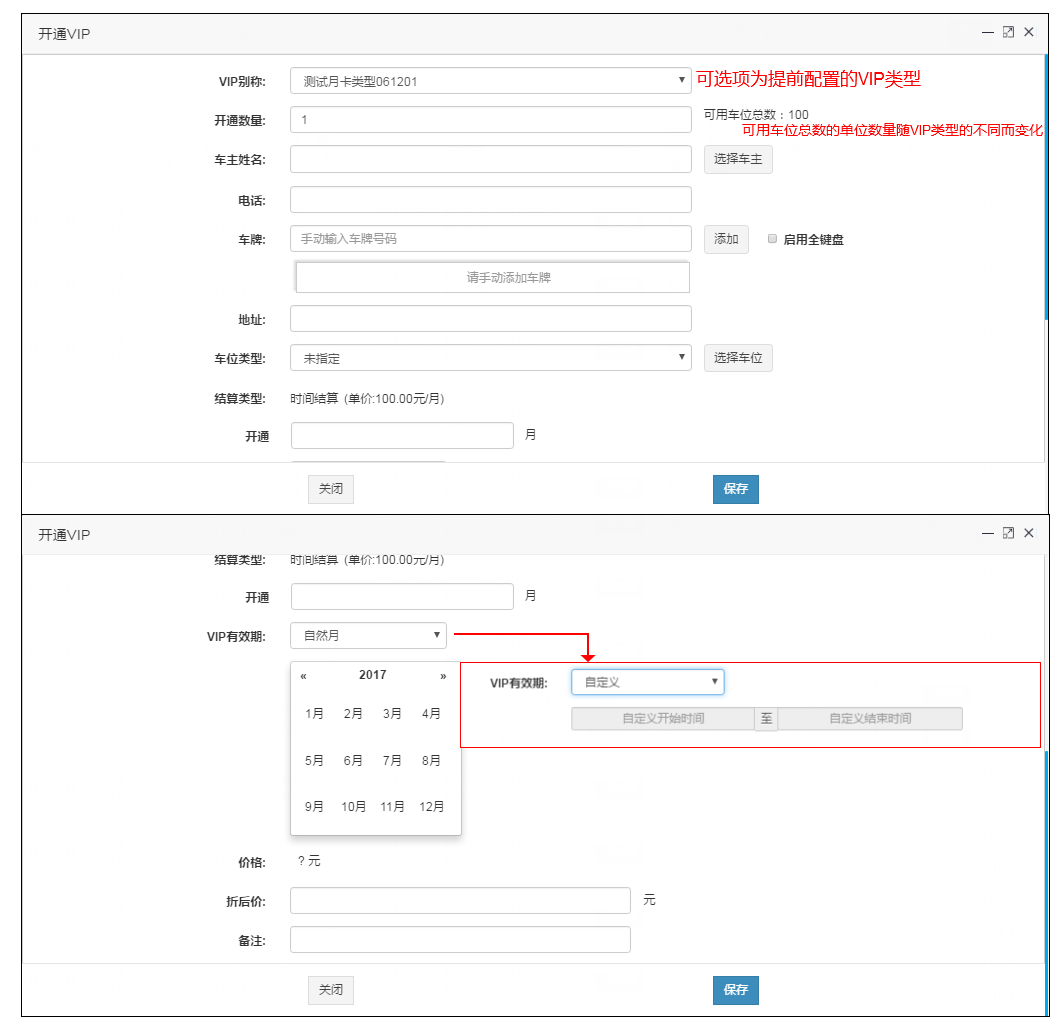 开通VIP
VIP别称: 测试月卡类型061201 可选项为提前配置的VIP类型
开通数量: 1 可用车位总数：100
可用车位总数的单位数量随VIP类型的不同而变化
车主姓名: 选择车主
电话:
车牌: 手动输入车牌号码 添加 启用全键盘
请手动添加车牌
地址:
车位类型: 未指定 选择车位
结算类型: 时间结算 (单价:100.00元/月)
开通 月
关闭 保存
开通VIP
结算类型: 时间结算 (单价:100.00元/月)
开通 月
VIP有效期: 自然月
« 2017 »
VIP有效期: 自定义
1月 2月 3月 4月
自定义开始时间 至 自定义结束时间
5月 6月 7月 8月
9月 10月 11月 12月
价格: ? 元
折后价: 元
备注:
关闭 保存